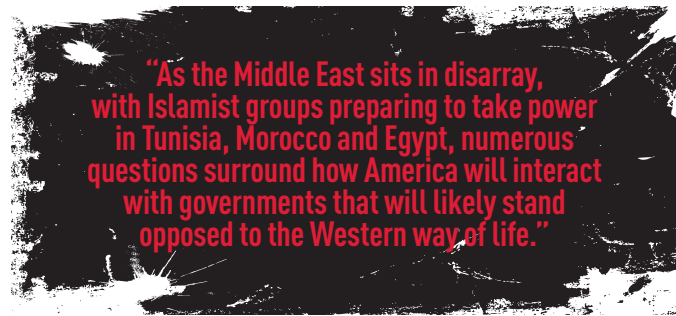 “As the Middle East sits in disarray,
with Islamist groups preparing to take power
in Tunisia, Morocco and Egypt, numerous
questions surround how America will interact
with governments that will likely stand
opposed to the Western way of life.”